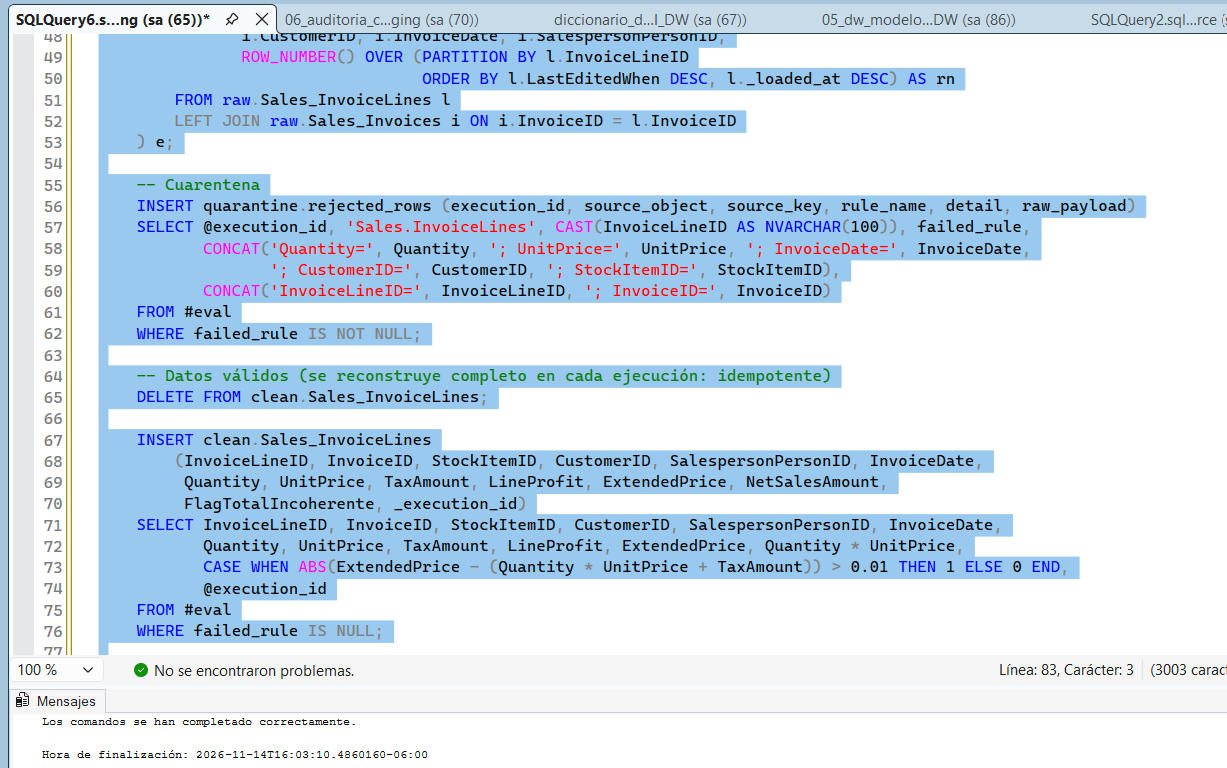 SQLQuery6.s...ng (sa (65))* 06_auditoria_c...ging (sa (70)) diccionario_d...l_DW (sa (67)) 05_dw_modelo...DW (sa (86)) SQLQuery2.sql...rce (s
48 i.CustomerID, i.InvoiceDate, i.SalespersonPersonID,
49 ROW_NUMBER() OVER (PARTITION BY l.InvoiceLineID
50 ORDER BY l.LastEditedWhen DESC, l._loaded_at DESC) AS rn
51 FROM raw.Sales_InvoiceLines l
52 LEFT JOIN raw.Sales_Invoices i ON i.InvoiceID = l.InvoiceID
53 ) e;
54
55 -- Cuarentena
56 INSERT quarantine.rejected_rows (execution_id, source_object, source_key, rule_name, detail, raw_payload)
57 SELECT @execution_id, 'Sales.InvoiceLines', CAST(InvoiceLineID AS NVARCHAR(100)), failed_rule,
58 CONCAT('Quantity=', Quantity, '; UnitPrice=', UnitPrice, '; InvoiceDate=', InvoiceDate,
59 '; CustomerID=', CustomerID, '; StockItemID=', StockItemID),
60 CONCAT('InvoiceLineID=', InvoiceLineID, '; InvoiceID=', InvoiceID)
61 FROM #eval
62 WHERE failed_rule IS NOT NULL;
63
64 -- Datos válidos (se reconstruye completo en cada ejecución: idempotente)
65 DELETE FROM clean.Sales_InvoiceLines;
66
67 INSERT clean.Sales_InvoiceLines
68 (InvoiceLineID, InvoiceID, StockItemID, CustomerID, SalespersonPersonID, InvoiceDate,
69 Quantity, UnitPrice, TaxAmount, LineProfit, ExtendedPrice, NetSalesAmount,
70 FlagTotalIncoherente, _execution_id)
71 SELECT InvoiceLineID, InvoiceID, StockItemID, CustomerID, SalespersonPersonID, InvoiceDate,
72 Quantity, UnitPrice, TaxAmount, LineProfit, ExtendedPrice, Quantity * UnitPrice,
73 CASE WHEN ABS(ExtendedPrice - (Quantity * UnitPrice + TaxAmount)) > 0.01 THEN 1 ELSE 0 END,
74 @execution_id
75 FROM #eval
76 WHERE failed_rule IS NULL;
77
100 % No se encontraron problemas. Línea: 83, Carácter: 3 (3003 caract
Mensajes
Los comandos se han completado correctamente.
Hora de finalización: 2026-11-14T16:03:10.4860160-06:00